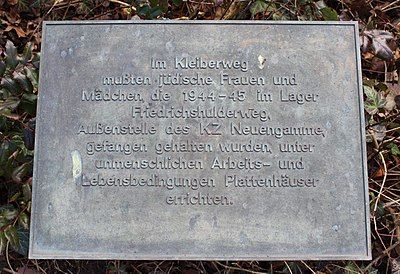 Im Kleiberweg
mußten jüdische Frauen und
Mädchen, die 1944-45 im Lager
Friedrichshulderweg,
Außenstelle des KZ Neuengamme,
gefangen gehalten wurden, unter
unmenschlichen Arbeits- und
Lebensbedingungen Plattenhäuser
errichten.